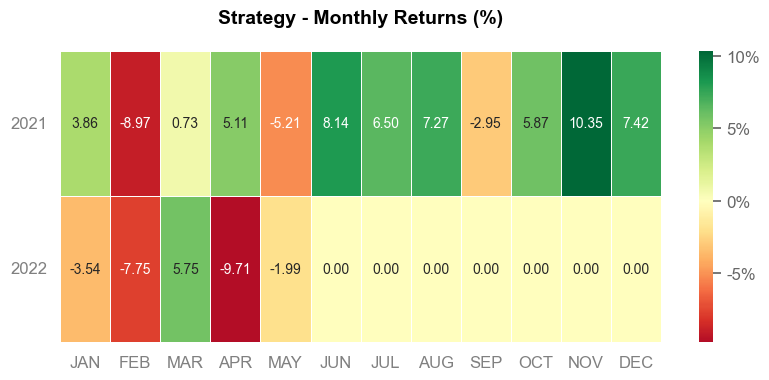 Strategy - Monthly Returns (%)
2021 3.86 -8.97 0.73 5.11 -5.21 8.14 6.50 7.27 -2.95 5.87 10.35 7.42
2022 -3.54 -7.75 5.75 -9.71 -1.99 0.00 0.00 0.00 0.00 0.00 0.00 0.00
JAN FEB MAR APR MAY JUN JUL AUG SEP OCT NOV DEC
10%
5%
0%
-5%